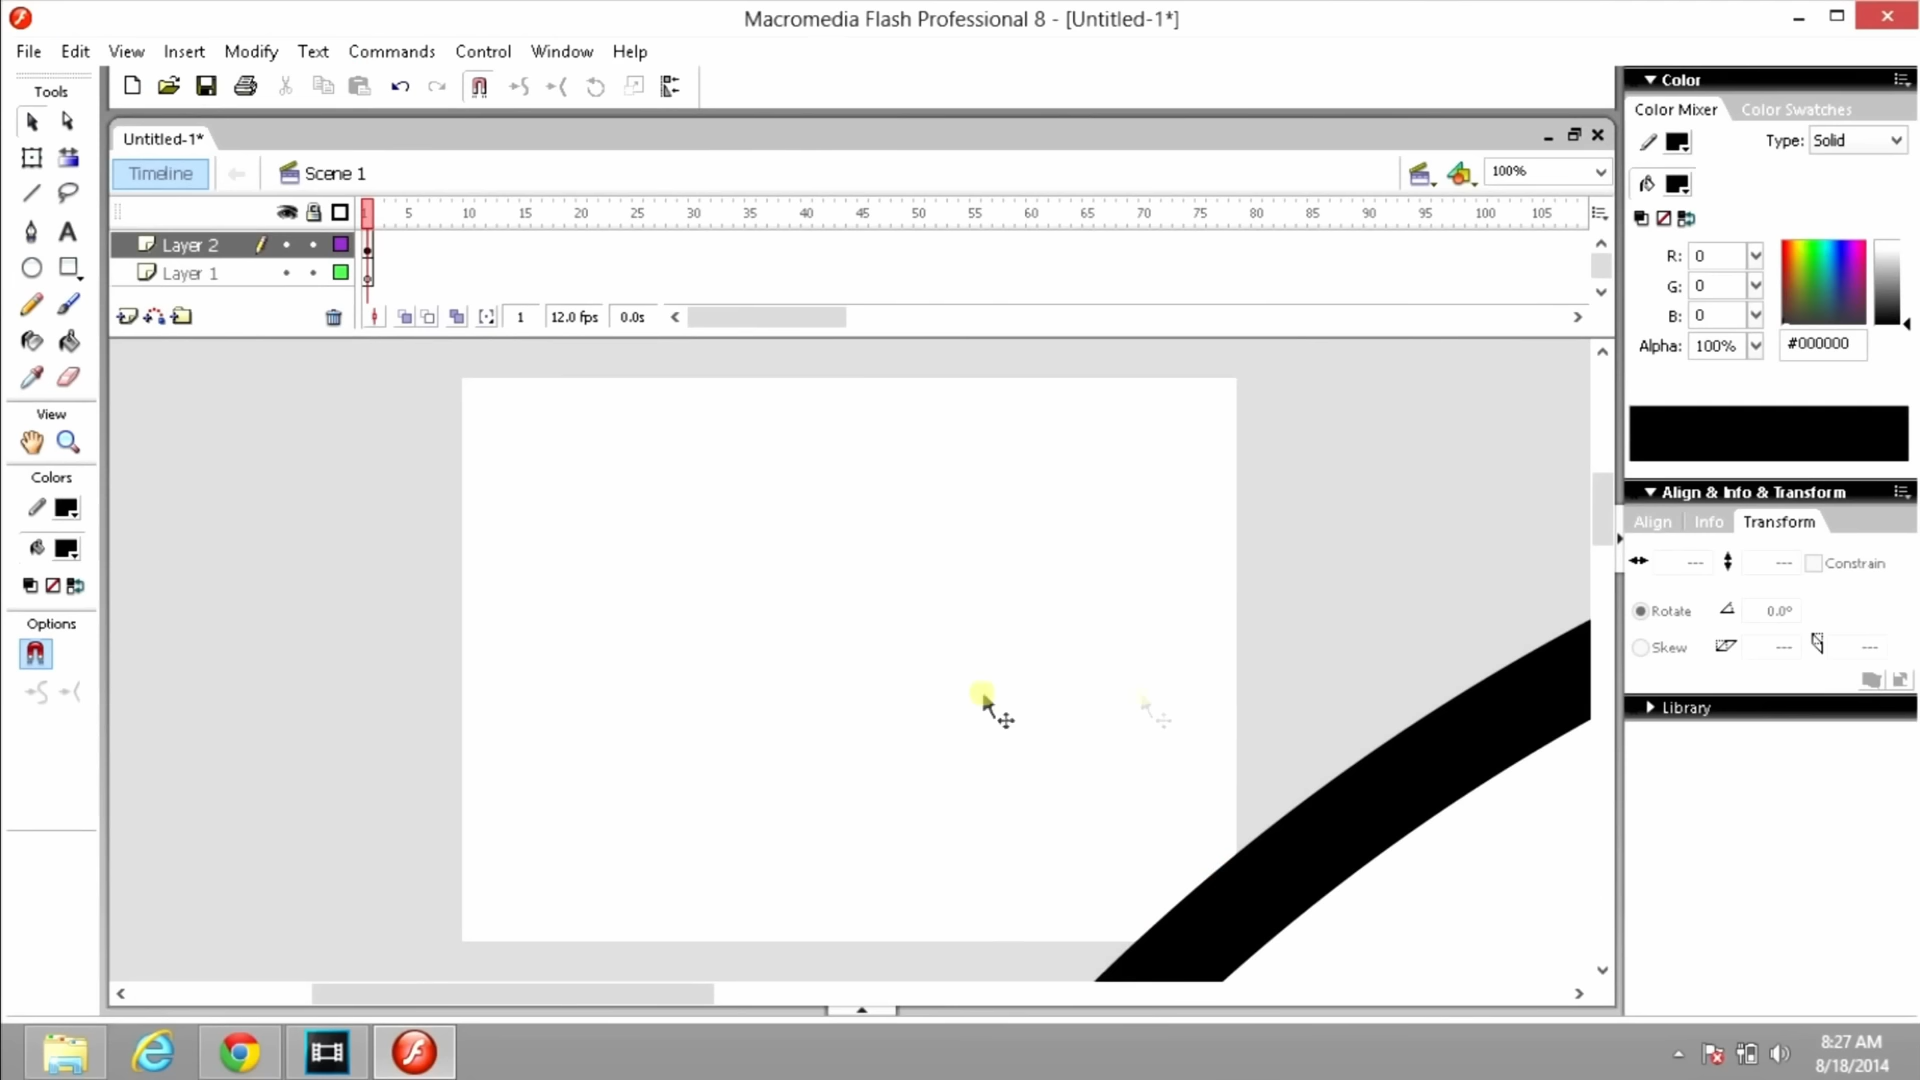 Macromedia Flash Professional 8 - [Untitled-1*]
File Edit View Insert Modify Text Commands Control Window Help
Tools
Untitled-1*
Timeline
Scene 1
100%
1 5 10 15 20 25 30 35 40 45 50 55 60 65 70 75 80 85 90 95 100 105
Layer 2
Layer 1
1 12.0 fps 0.0s
View
Colors
Options
Color
Color Mixer Color Swatches
Type: Solid
R: 0
G: 0
B: 0
Alpha: 100% #000000
Align & Info & Transform
Align Info Transform
--- --- Constrain
Rotate 0.0°
Skew --- ---
Library
8:27 AM
8/18/2014